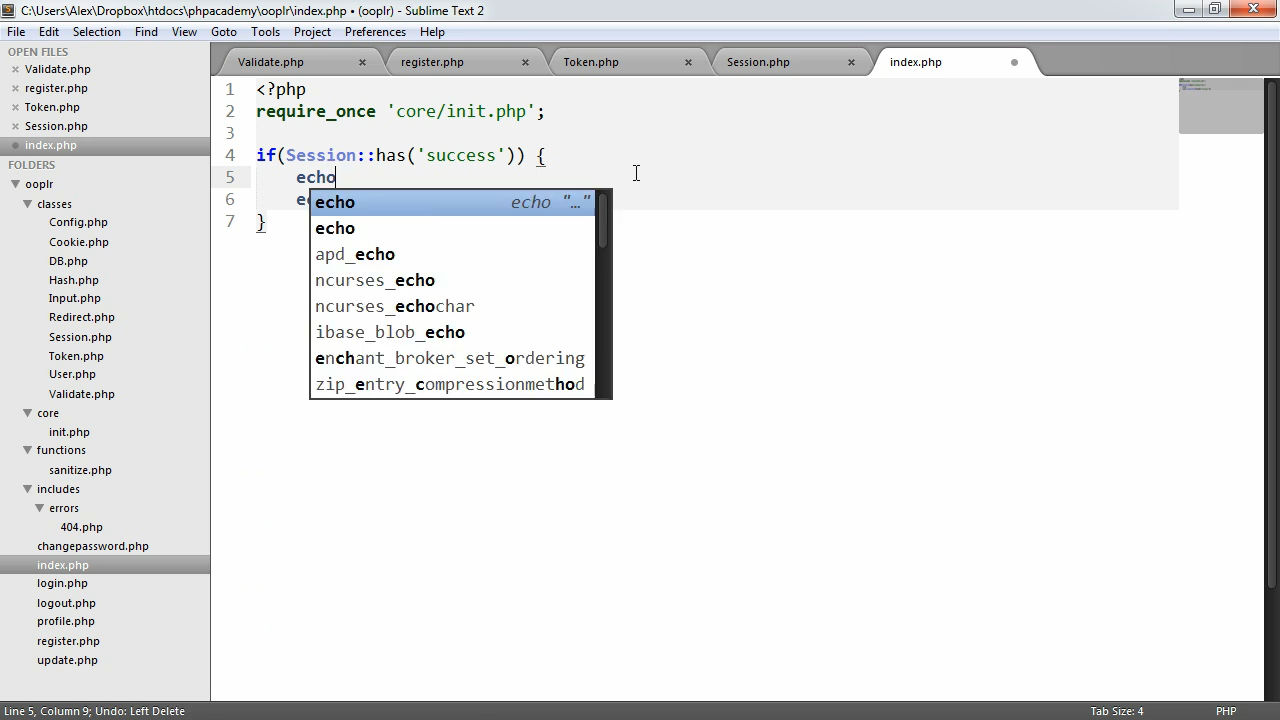 C:\Users\Alex\Dropbox\htdocs\phpacademy\ooplr\index.php • (ooplr) - Sublime Text 2
File Edit Selection Find View Goto Tools Project Preferences Help
OPEN FILES
Validate.php
register.php
Token.php
Session.php
index.php
FOLDERS
ooplr
classes
Config.php
Cookie.php
DB.php
Hash.php
Input.php
Redirect.php
Session.php
Token.php
User.php
Validate.php
core
init.php
functions
sanitize.php
includes
errors
404.php
changepassword.php
index.php
login.php
logout.php
profile.php
register.php
update.php
Validate.php register.php Token.php Session.php index.php
1 <?php
2 require_once 'core/init.php';
3
4 if(Session::has('success')) {
5 echo
6
7 }
echo echo "…"
echo
apd_echo
ncurses_echo
ncurses_echochar
ibase_blob_echo
enchant_broker_set_ordering
zip_entry_compressionmethod
Line 5, Column 9; Undo: Left Delete Tab Size: 4 PHP